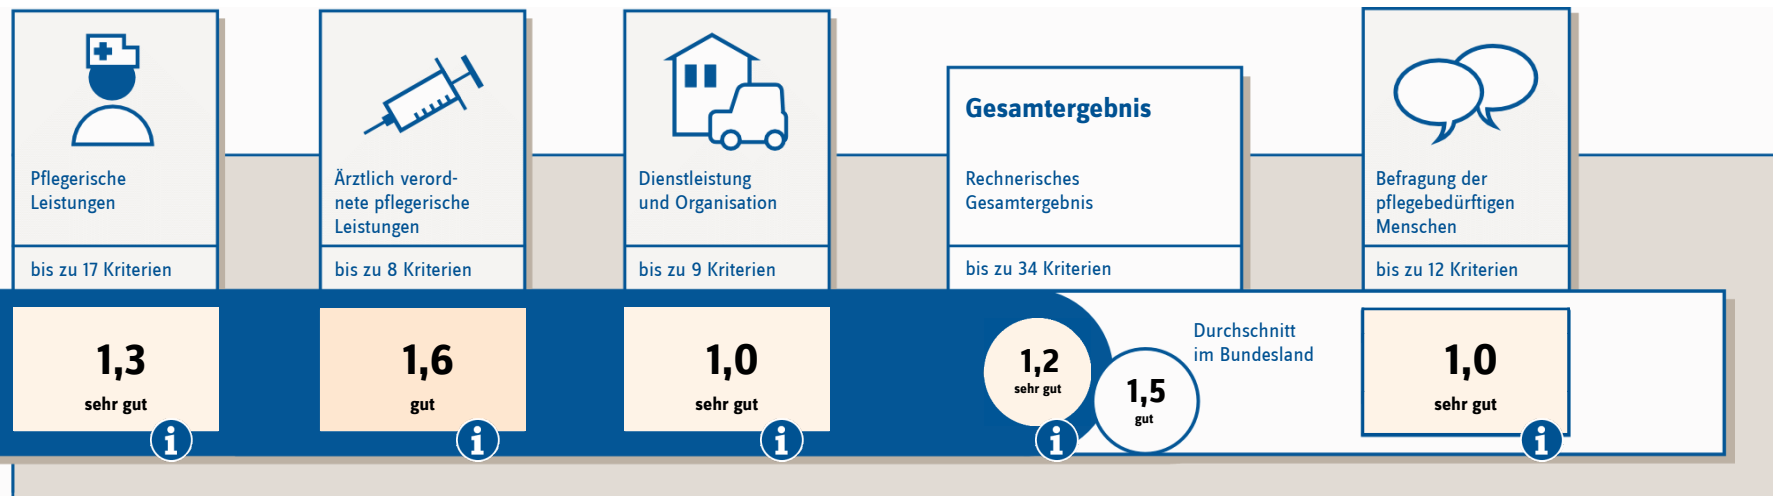 Pflegerische
Leistungen
bis zu 17 Kriterien
1,3
sehr gut
i
Ärztlich verord-
nete pflegerische
Leistungen
bis zu 8 Kriterien
1,6
gut
i
Dienstleistung
und Organisation
bis zu 9 Kriterien
1,0
sehr gut
i
Gesamtergebnis
Rechnerisches
Gesamtergebnis
bis zu 34 Kriterien
1,2
sehr gut
i
1,5
gut
Durchschnitt
im Bundesland
Befragung der
pflegebedürftigen
Menschen
bis zu 12 Kriterien
1,0
sehr gut
i